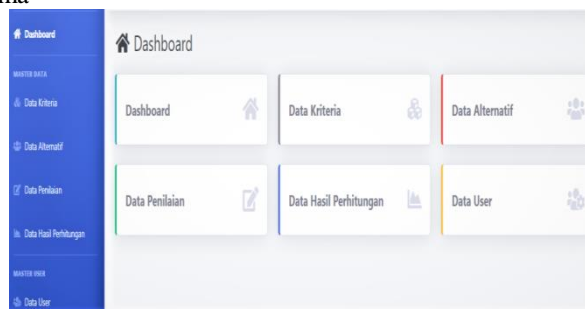 Dashboard
MASTER DATA
Data Kriteria
Data Alternatif
Data Penilaian
Data Hasil Perhitungan
MASTER USER
Data User
Dashboard
Dashboard
Data Kriteria
Data Alternatif
Data Penilaian
Data Hasil Perhitungan
Data User